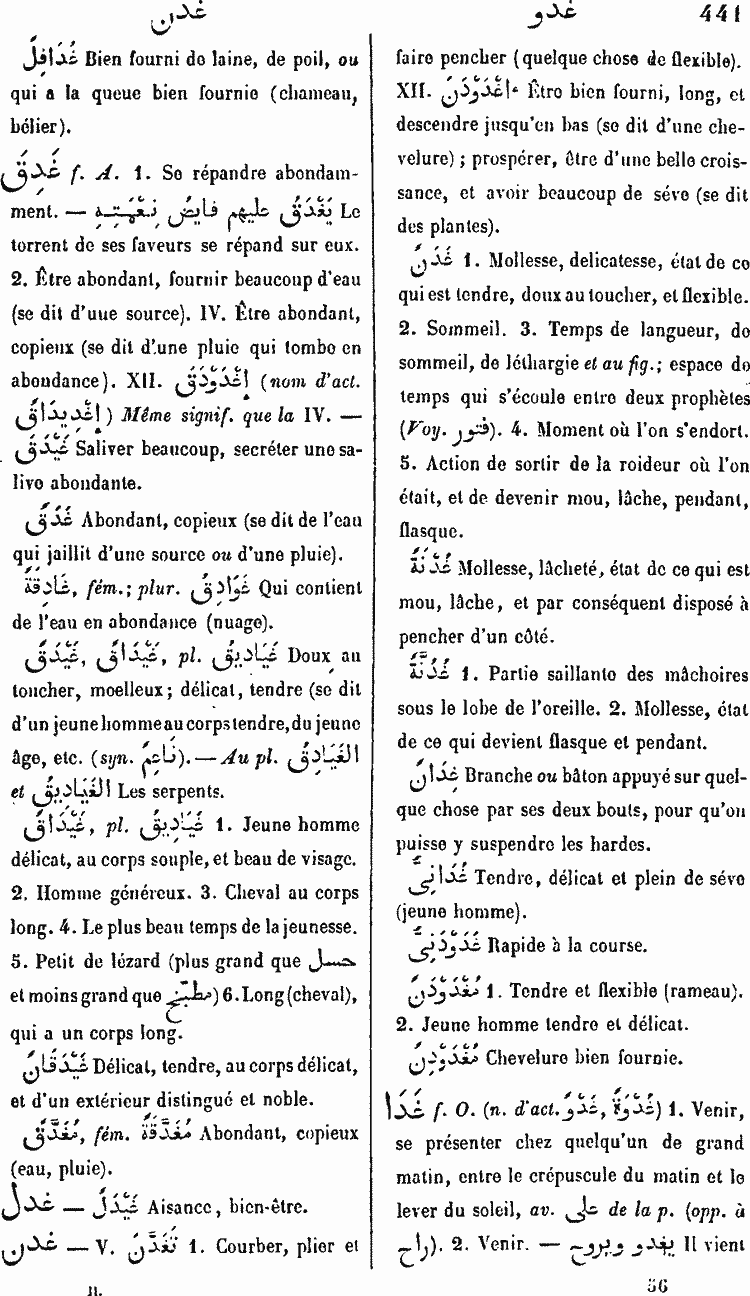 غدن غدو 441
غُدَافِلٌ Bien fourni de laine, de poil, ou
qui a la queue bien fournie (chameau,
bélier).
غَدِقَ f. A. 1. Se répandre abondam-
ment. — يَغْدَقُ عليهم فايض نِعْمَتِهِ Le
torrent de ses faveurs se répand sur eux.
2. Être abondant, fournir beaucoup d'eau
(se dit d'une source). IV. Être abondant,
copieux (se dit d'une pluie qui tombe en
abondance). XII. إِغْدَوْدَقَ (nom d'act.
إِغْدِيدَاقٌ) Même signif. que la IV. —
غَيْدَقَ Saliver beaucoup, secréter une sa-
live abondante.
غَدَقٌ Abondant, copieux (se dit de l'eau
qui jaillit d'une source ou d'une pluie).
غَادِقَةٌ, fém.; plur. غَوَادِقُ Qui contient
de l'eau en abondance (nuage).
غَيْدَقٌ, غَيْدَاقٌ, pl. غَيَادِيقُ Doux au
toucher, moelleux; délicat, tendre (se dit
d'un jeune homme au corps tendre, du jeune
âge, etc. (syn. نَاعِمٌ). — Au pl. الغَيَادِقُ
et الغَيَادِيقُ Les serpents.
غَيْدَاقٌ, pl. غَيَادِيقُ 1. Jeune homme
délicat, au corps souple, et beau de visage.
2. Homme généreux. 3. Cheval au corps
long. 4. Le plus beau temps de la jeunesse.
5. Petit de lézard (plus grand que حسل
et moins grand que مطبّخ) 6. Long (cheval),
qui a un corps long.
غَيْدَقَانٌ Délicat, tendre, au corps délicat,
et d'un extérieur distingué et noble.
مُغَدَّقٌ, fém. مُغَدَّقَةٌ Abondant, copieux
(eau, pluie).
غدل — غَيْدَلٌ Aisance, bien-être.
غدن — V. تَغَدَّنَ 1. Courber, plier et
II.
faire pencher (quelque chose de flexible).
XII. اغْدَوْدَنَ Être bien fourni, long, et
descendre jusqu'en bas (se dit d'une che-
velure); prospérer, être d'une belle crois-
sance, et avoir beaucoup de séve (se dit
des plantes).
غَدَنٌ 1. Mollesse, delicatesse, état de ce
qui est tendre, doux au toucher, et flexible.
2. Sommeil. 3. Temps de langueur, de
sommeil, de léthargie et au fig.; espace de
temps qui s'écoule entre deux prophètes
(Voy. فتور). 4. Moment où l'on s'endort.
5. Action de sortir de la roideur où l'on
était, et de devenir mou, lâche, pendant,
flasque.
غَدَنَةٌ Mollesse, lâcheté, état de ce qui est
mou, lâche, et par conséquent disposé à
pencher d'un côté.
غُدُنَّةٌ 1. Partie saillante des mâchoires
sous le lobe de l'oreille. 2. Mollesse, état
de ce qui devient flasque et pendant.
غِدَانٌ Branche ou bâton appuyé sur quel-
que chose par ses deux bouts, pour qu'on
puisse y suspendre les hardes.
غُدَانِىٌّ Tendre, délicat et plein de séve
(jeune homme).
غَدَوْدَنِىٌّ Rapide à la course.
مُغْدَوْدَنٌ 1. Tendre et flexible (rameau).
2. Jeune homme tendre et délicat.
مُغْدَوْدِنٌ Chevelure bien fournie.
غَدَا f. O. (n. d'act. غُدُوٌّ, غُدْوَةٌ) 1. Venir,
se présenter chez quelqu'un de grand
matin, entre le crépuscule du matin et le
lever du soleil, av. على de la p. (opp. à
راح). 2. Venir. — يغدو ويروح Il vient
56